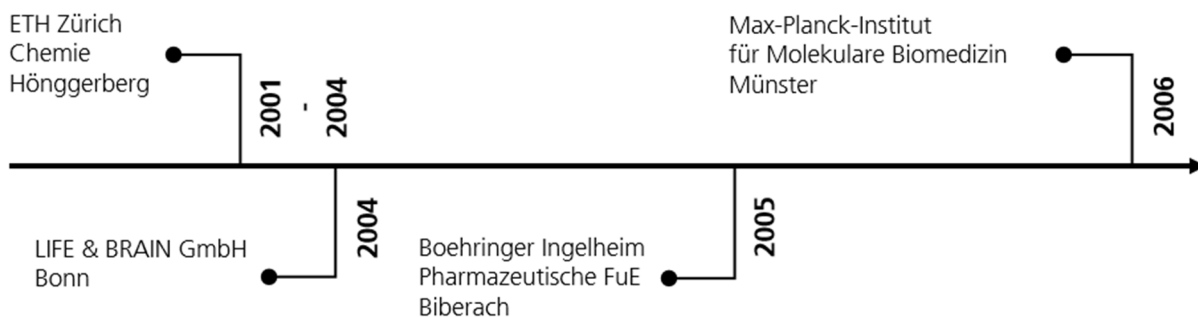 ETH Zürich
Chemie
Hönggerberg
2001
-
2004
LIFE & BRAIN GmbH
Bonn
2004
Boehringer Ingelheim
Pharmazeutische FuE
Biberach
2005
Max-Planck-Institut
für Molekulare Biomedizin
Münster
2006